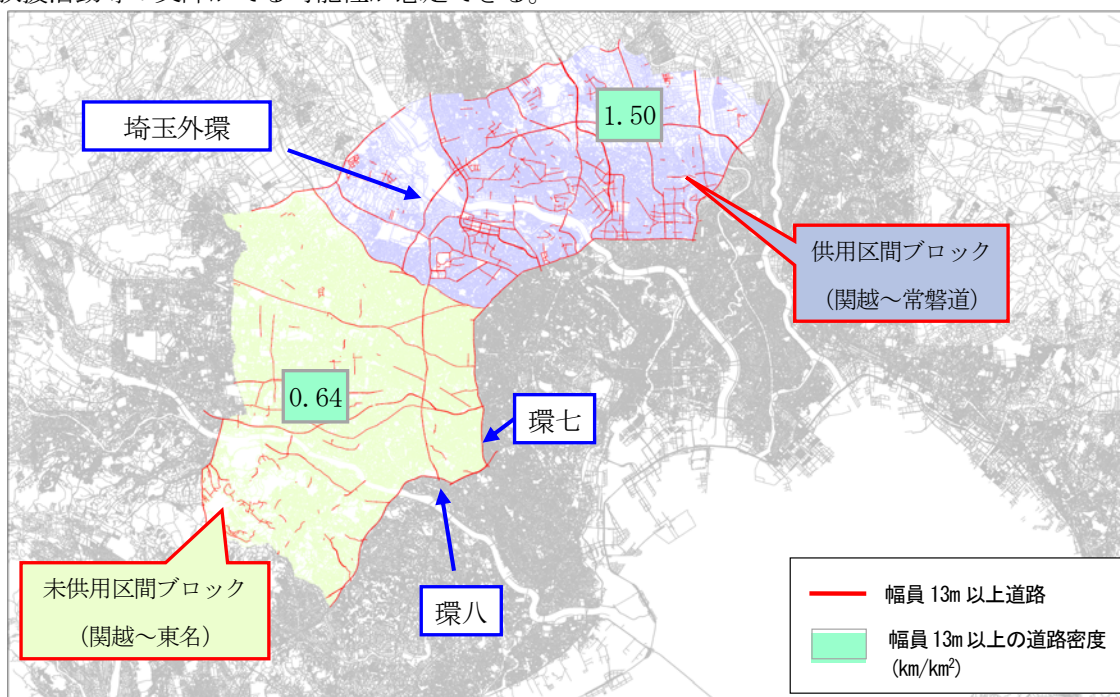 埼玉外環
1.50
供用区間ブロック
(関越～常磐道)
0.64
環七
未供用区間ブロック
(関越～東名)
環八
幅員 13m 以上道路
幅員 13m 以上の道路密度
(km/km²)